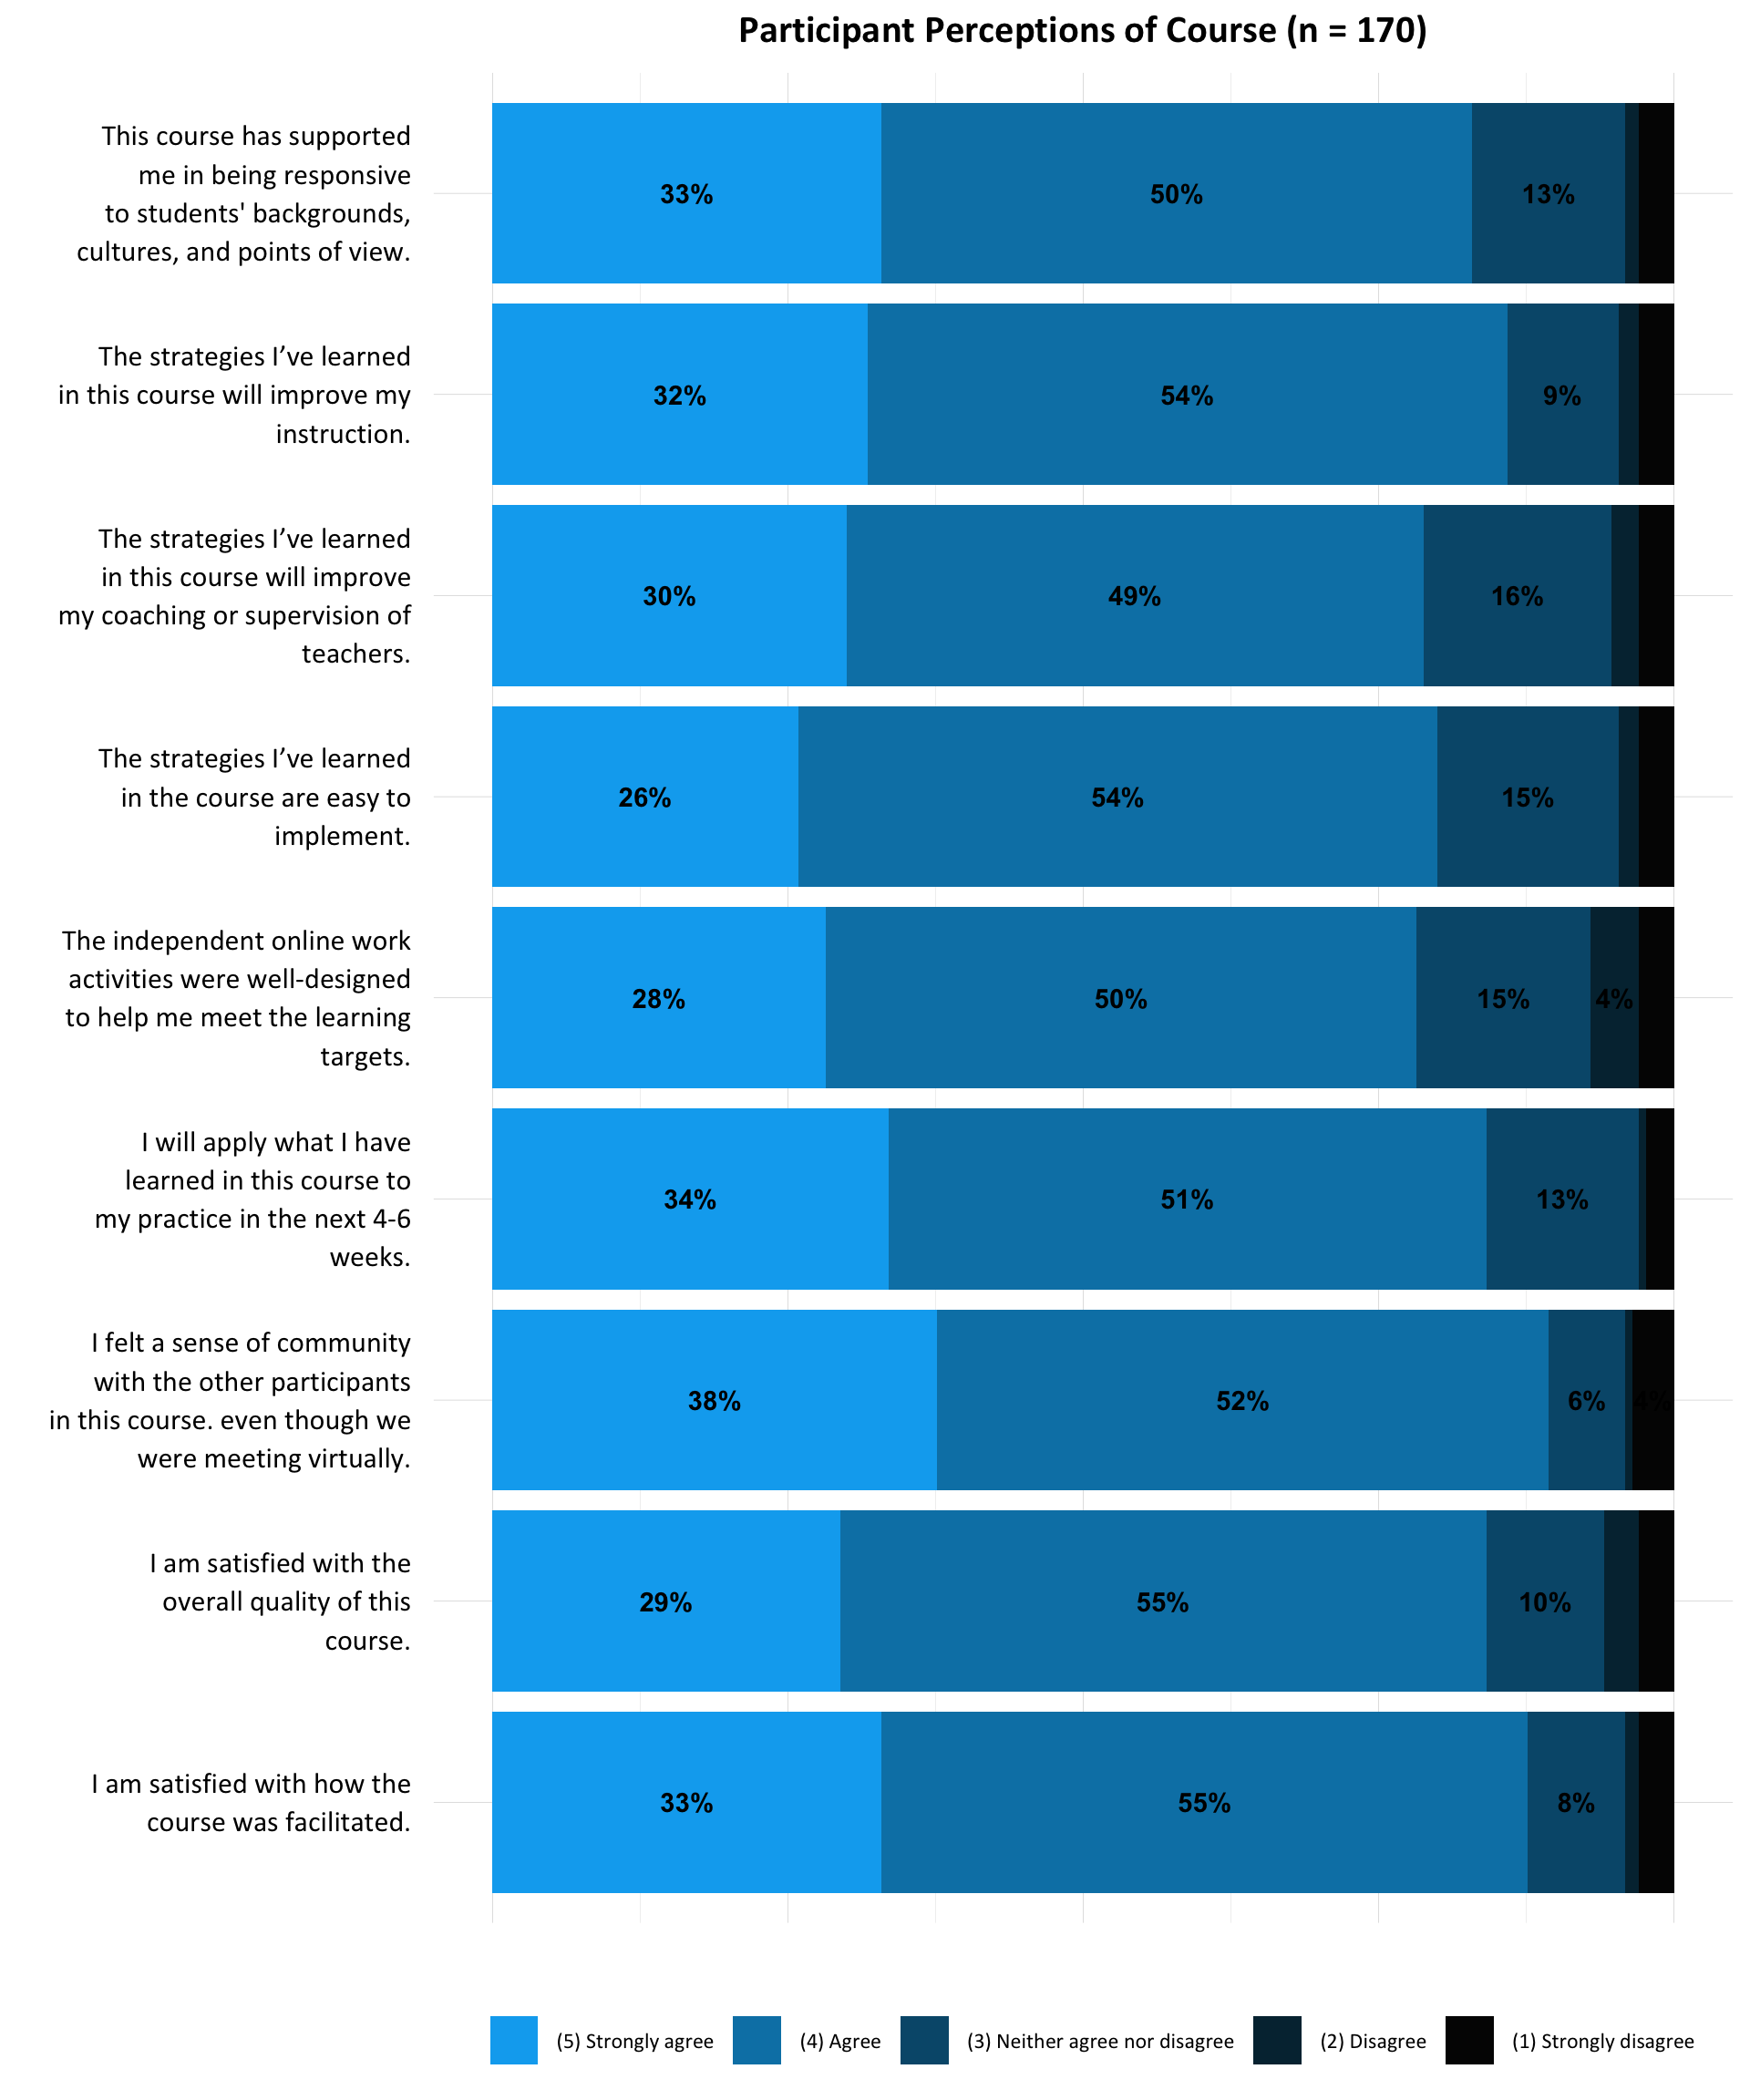 Participant Perceptions of Course (n = 170)
This course has supported
me in being responsive
to students' backgrounds,
cultures, and points of view.
33% 50% 13%
The strategies I’ve learned
in this course will improve my
instruction.
32% 54% 9%
The strategies I’ve learned
in this course will improve
my coaching or supervision of
teachers.
30% 49% 16%
The strategies I’ve learned
in the course are easy to
implement.
26% 54% 15%
The independent online work
activities were well-designed
to help me meet the learning
targets.
28% 50% 15% 4%
I will apply what I have
learned in this course to
my practice in the next 4-6
weeks.
34% 51% 13%
I felt a sense of community
with the other participants
in this course. even though we
were meeting virtually.
38% 52% 6% 4%
I am satisfied with the
overall quality of this
course.
29% 55% 10%
I am satisfied with how the
course was facilitated.
33% 55% 8%
(5) Strongly agree (4) Agree (3) Neither agree nor disagree (2) Disagree (1) Strongly disagree